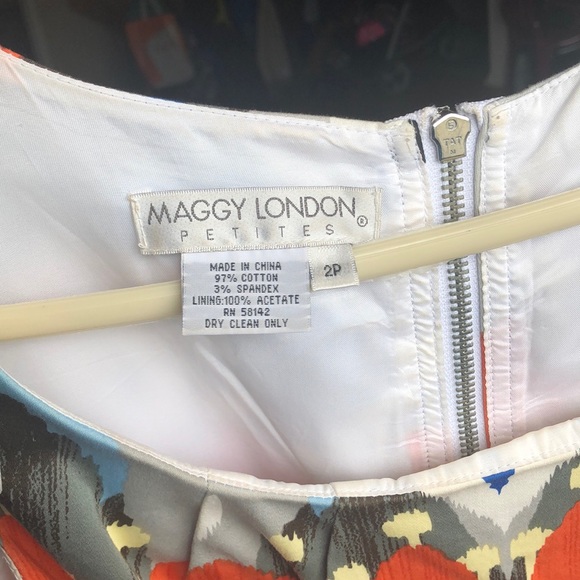 MAGGY LONDON®
PETITES
2P
MADE IN CHINA
97% COTTON
3% SPANDEX
LINING:100% ACETATE
RN 58142
DRY CLEAN ONLY
TAT